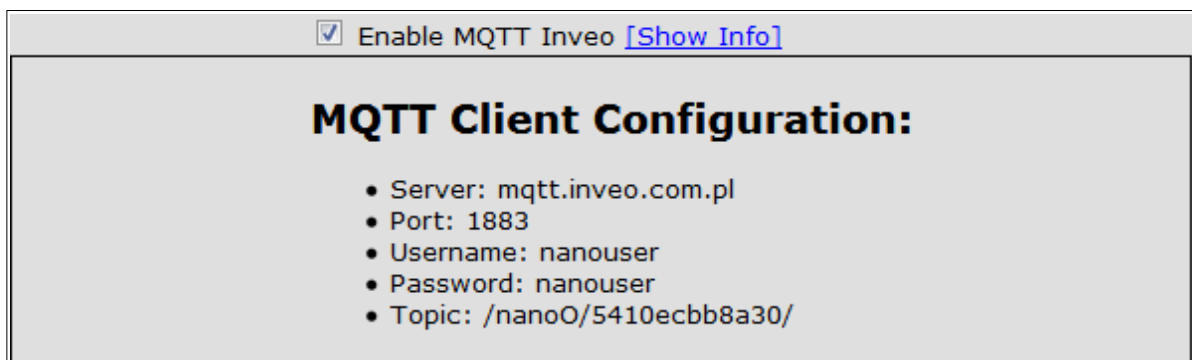 Enable MQTT Inveo [Show Info]
MQTT Client Configuration:
• Server: mqtt.inveo.com.pl
• Port: 1883
• Username: nanouser
• Password: nanouser
• Topic: /nanoO/5410ecbb8a30/